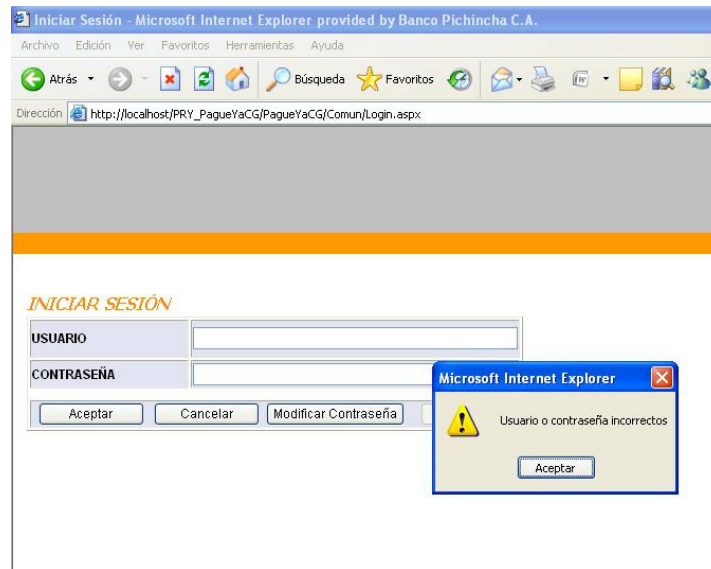 Iniciar Sesión - Microsoft Internet Explorer provided by Banco Pichincha C.A.
Archivo Edición Ver Favoritos Herramientas Ayuda
Atrás Búsqueda Favoritos
Dirección http://localhost/PRY_PagueYaCG/PagueYaCG/Comun/Login.aspx
INICIAR SESIÓN
USUARIO
CONTRASEÑA
Aceptar Cancelar Modificar Contraseña
Microsoft Internet Explorer
Usuario o contraseña incorrectos
Aceptar